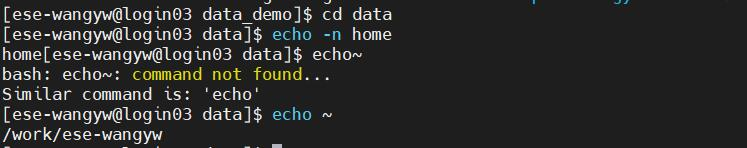 [ese-wangyw@login03 data_demo]$ cd data
[ese-wangyw@login03 data]$ echo -n home
home[ese-wangyw@login03 data]$ echo~
bash: echo~: command not found...
Similar command is: 'echo'
[ese-wangyw@login03 data]$ echo ~
/work/ese-wangyw